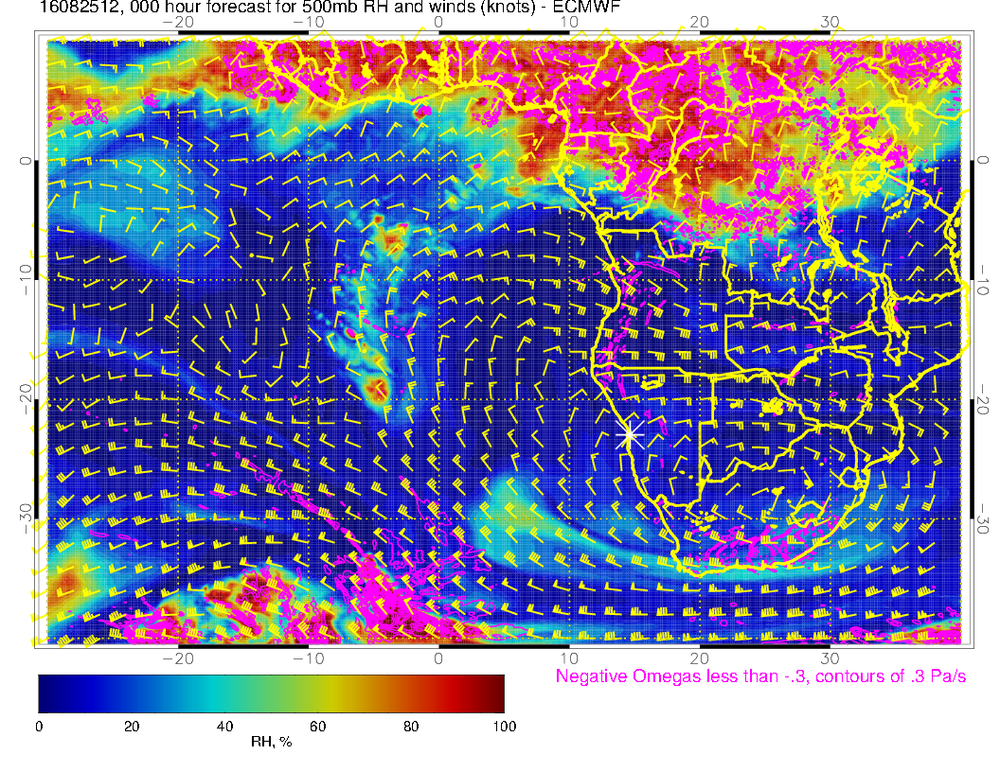 16082512, 000 hour forecast for 500mb RH and winds (knots) - ECMWF
−20 −10 0 10 20 30
0 0
−10 −10
−20 −20
−30 −30
−20 −10 0 10 20 30
Negative Omegas less than -.3, contours of .3 Pa/s
0 20 40 60 80 100
RH, %